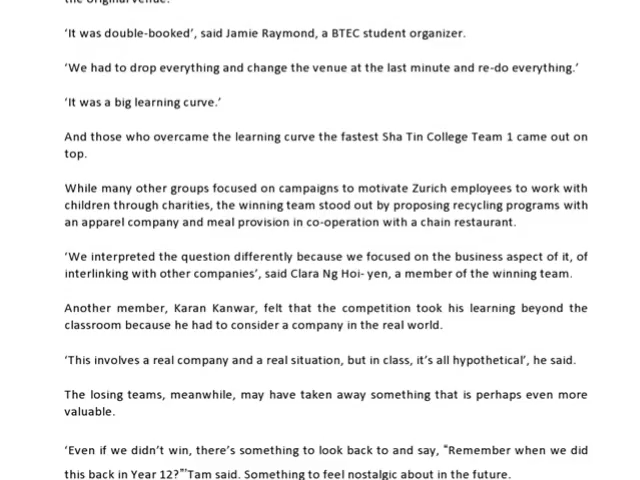 the original venue.
‘It was double-booked’, said Jamie Raymond, a BTEC student organizer.
‘We had to drop everything and change the venue at the last minute and re-do everything.’
‘It was a big learning curve.’
And those who overcame the learning curve the fastest Sha Tin College Team 1 came out on
top.
While many other groups focused on campaigns to motivate Zurich employees to work with
children through charities, the winning team stood out by proposing recycling programs with
an apparel company and meal provision in co-operation with a chain restaurant.
‘We interpreted the question differently because we focused on the business aspect of it, of
interlinking with other companies’, said Clara Ng Hoi- yen, a member of the winning team.
Another member, Karan Kanwar, felt that the competition took his learning beyond the
classroom because he had to consider a company in the real world.
‘This involves a real company and a real situation, but in class, it’s all hypothetical’, he said.
The losing teams, meanwhile, may have taken away something that is perhaps even more
valuable.
‘Even if we didn’t win, there’s something to look back to and say, “Remember when we did
this back in Year 12?”’Tam said. Something to feel nostalgic about in the future.